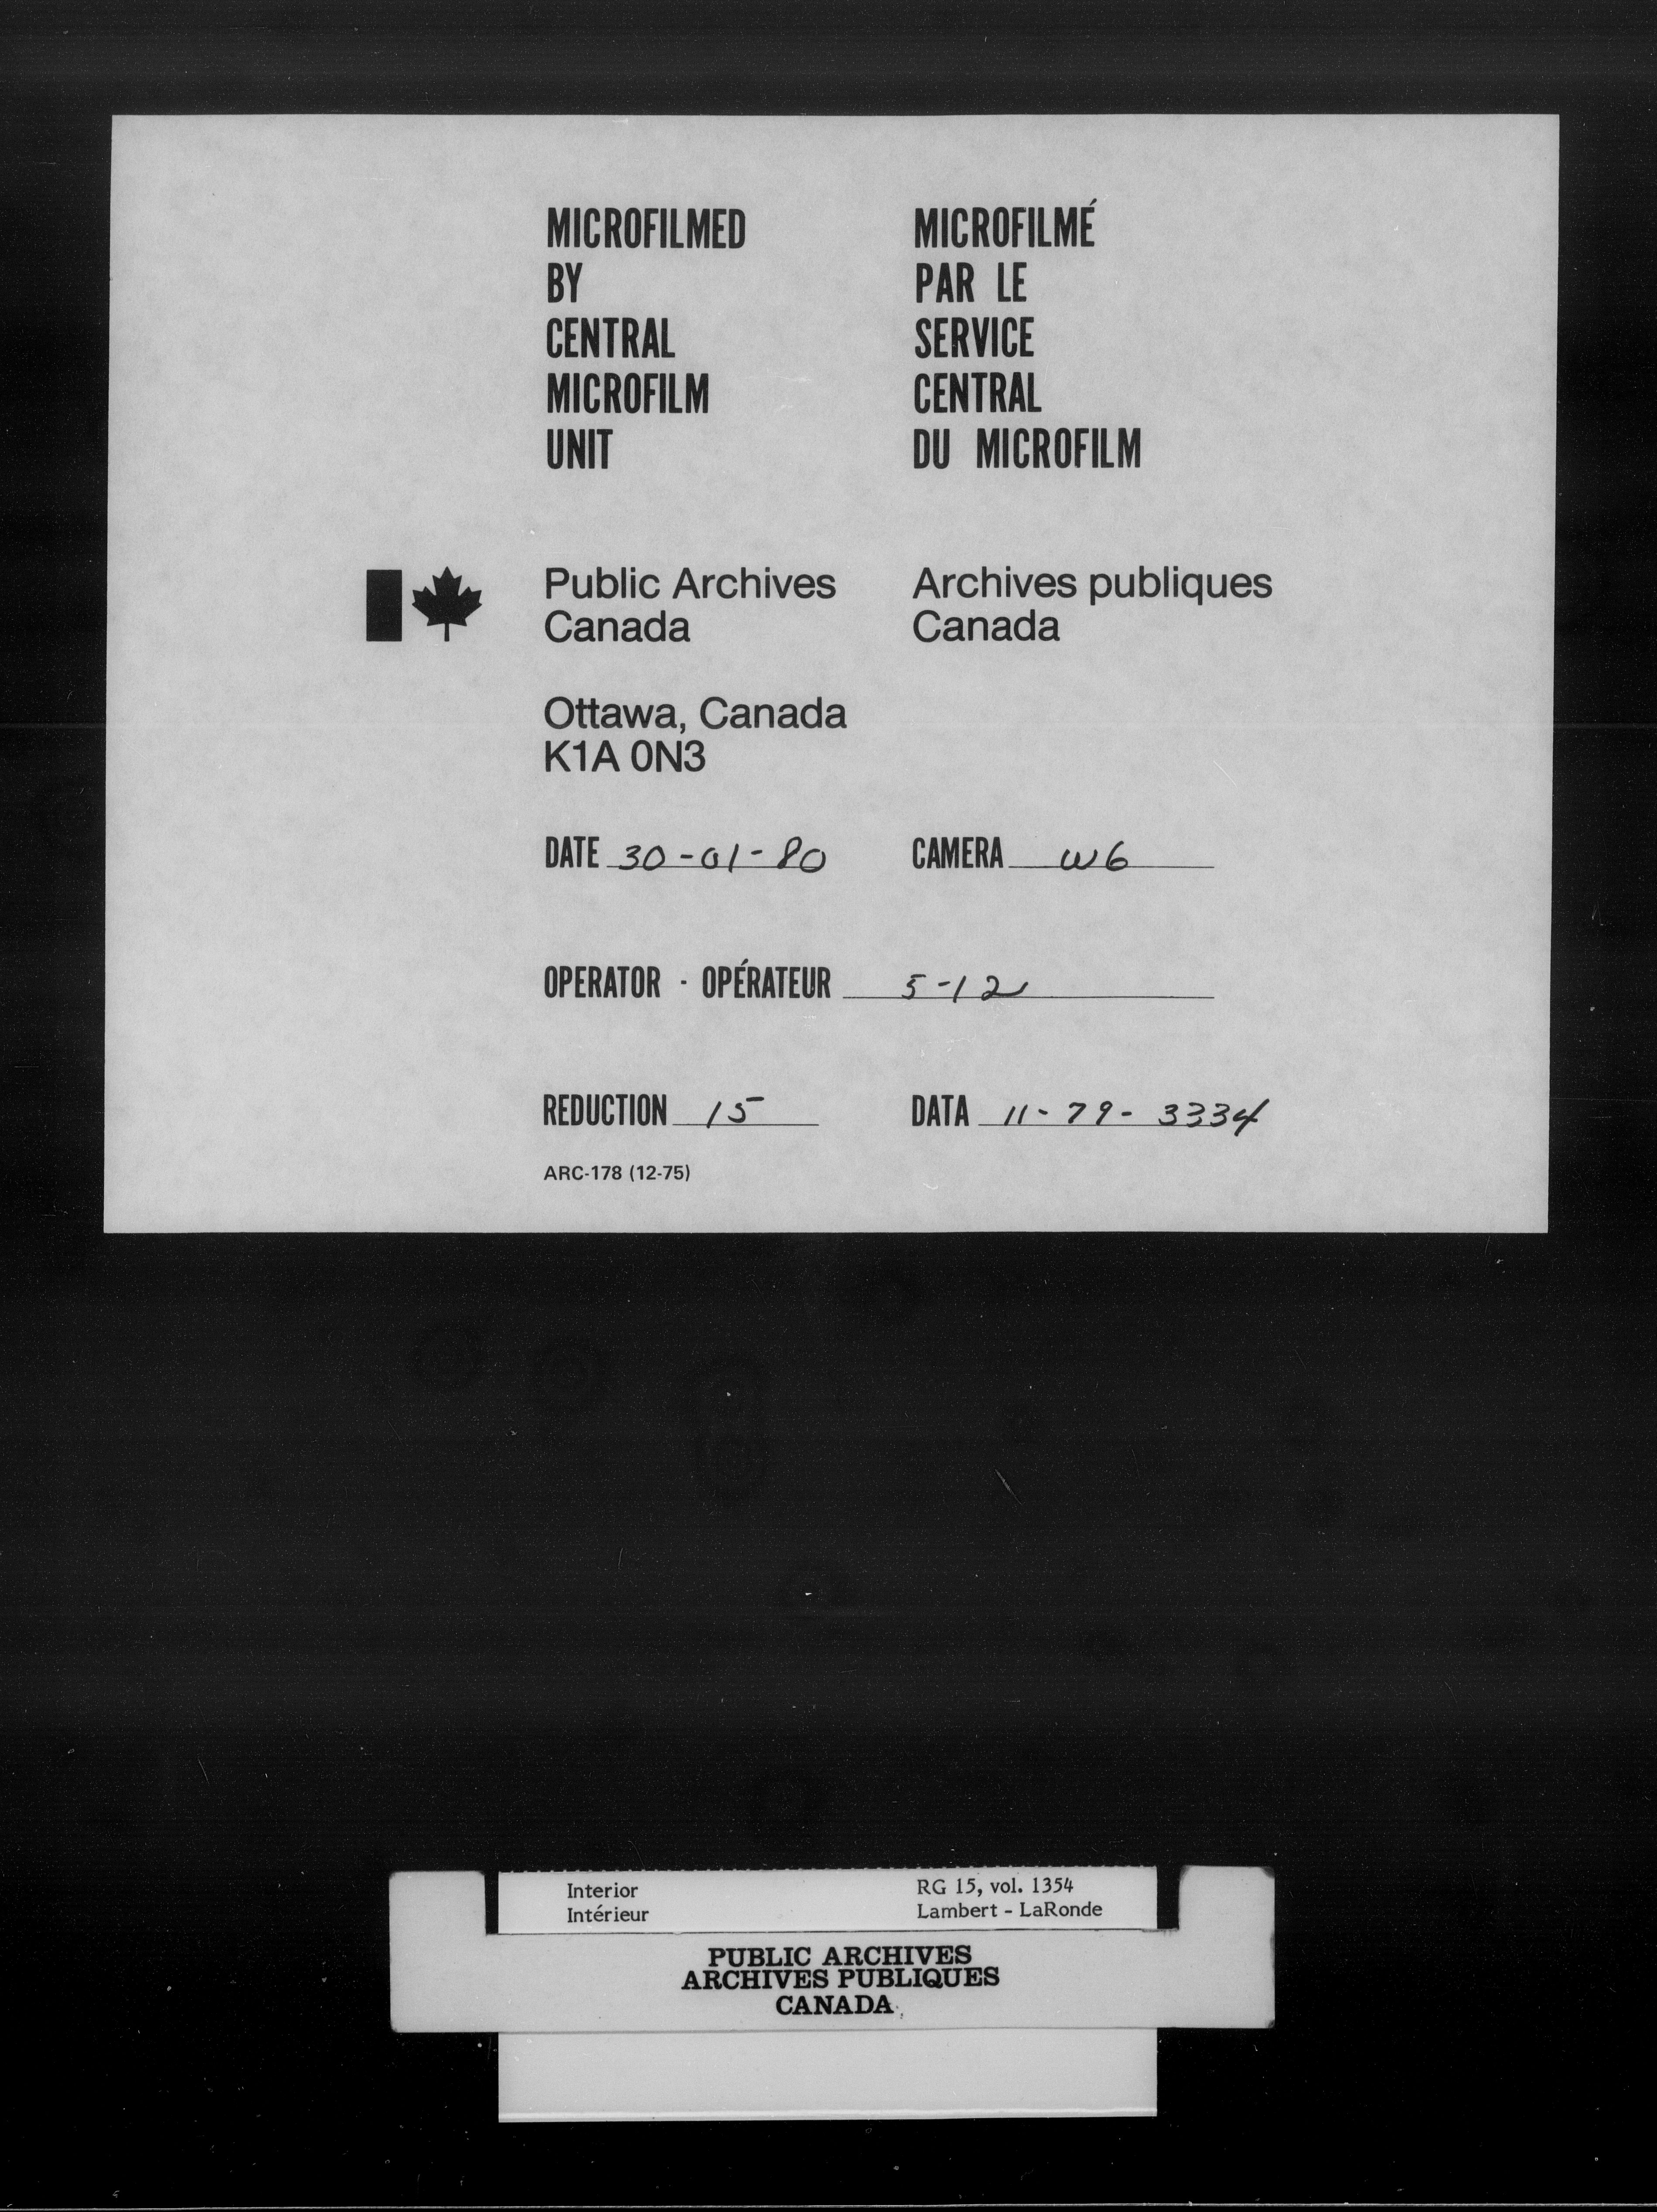 MICROFILMED
BY
CENTRAL
MICROFILM
UNIT
MICROFILMÉ
PAR LE
SERVICE
CENTRAL
DU MICROFILM
Public Archives
Canada
Archives publiques
Canada
Ottawa, Canada
K1A 0N3
DATE 30-01-80
CAMERA W6
OPERATOR - OPÉRATEUR 5-12
REDUCTION 15
DATA 11-79-3334
ARC-178 (12-75)
Interior
Intérieur
RG 15, vol. 1354
Lambert - LaRonde
PUBLIC ARCHIVES
ARCHIVES PUBLIQUES
CANADA